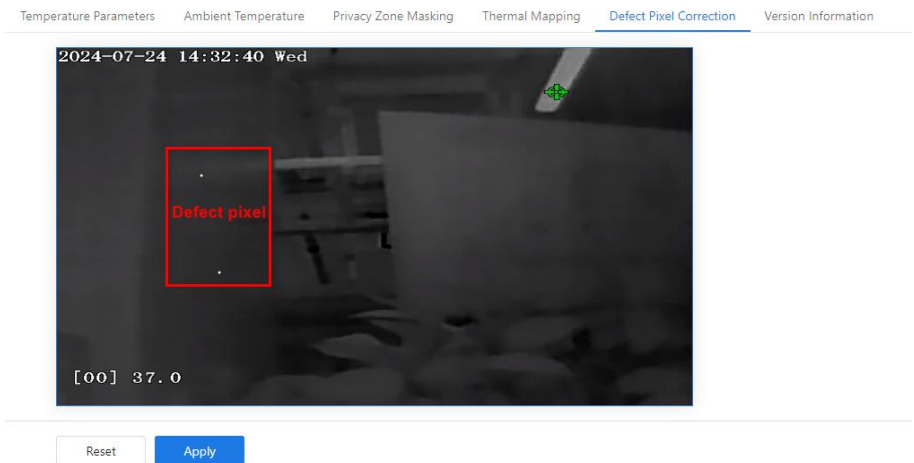 Temperature Parameters Ambient Temperature Privacy Zone Masking Thermal Mapping Defect Pixel Correction Version Information
2024-07-24 14:32:40 Wed
Defect pixel
[00] 37.0
Reset Apply